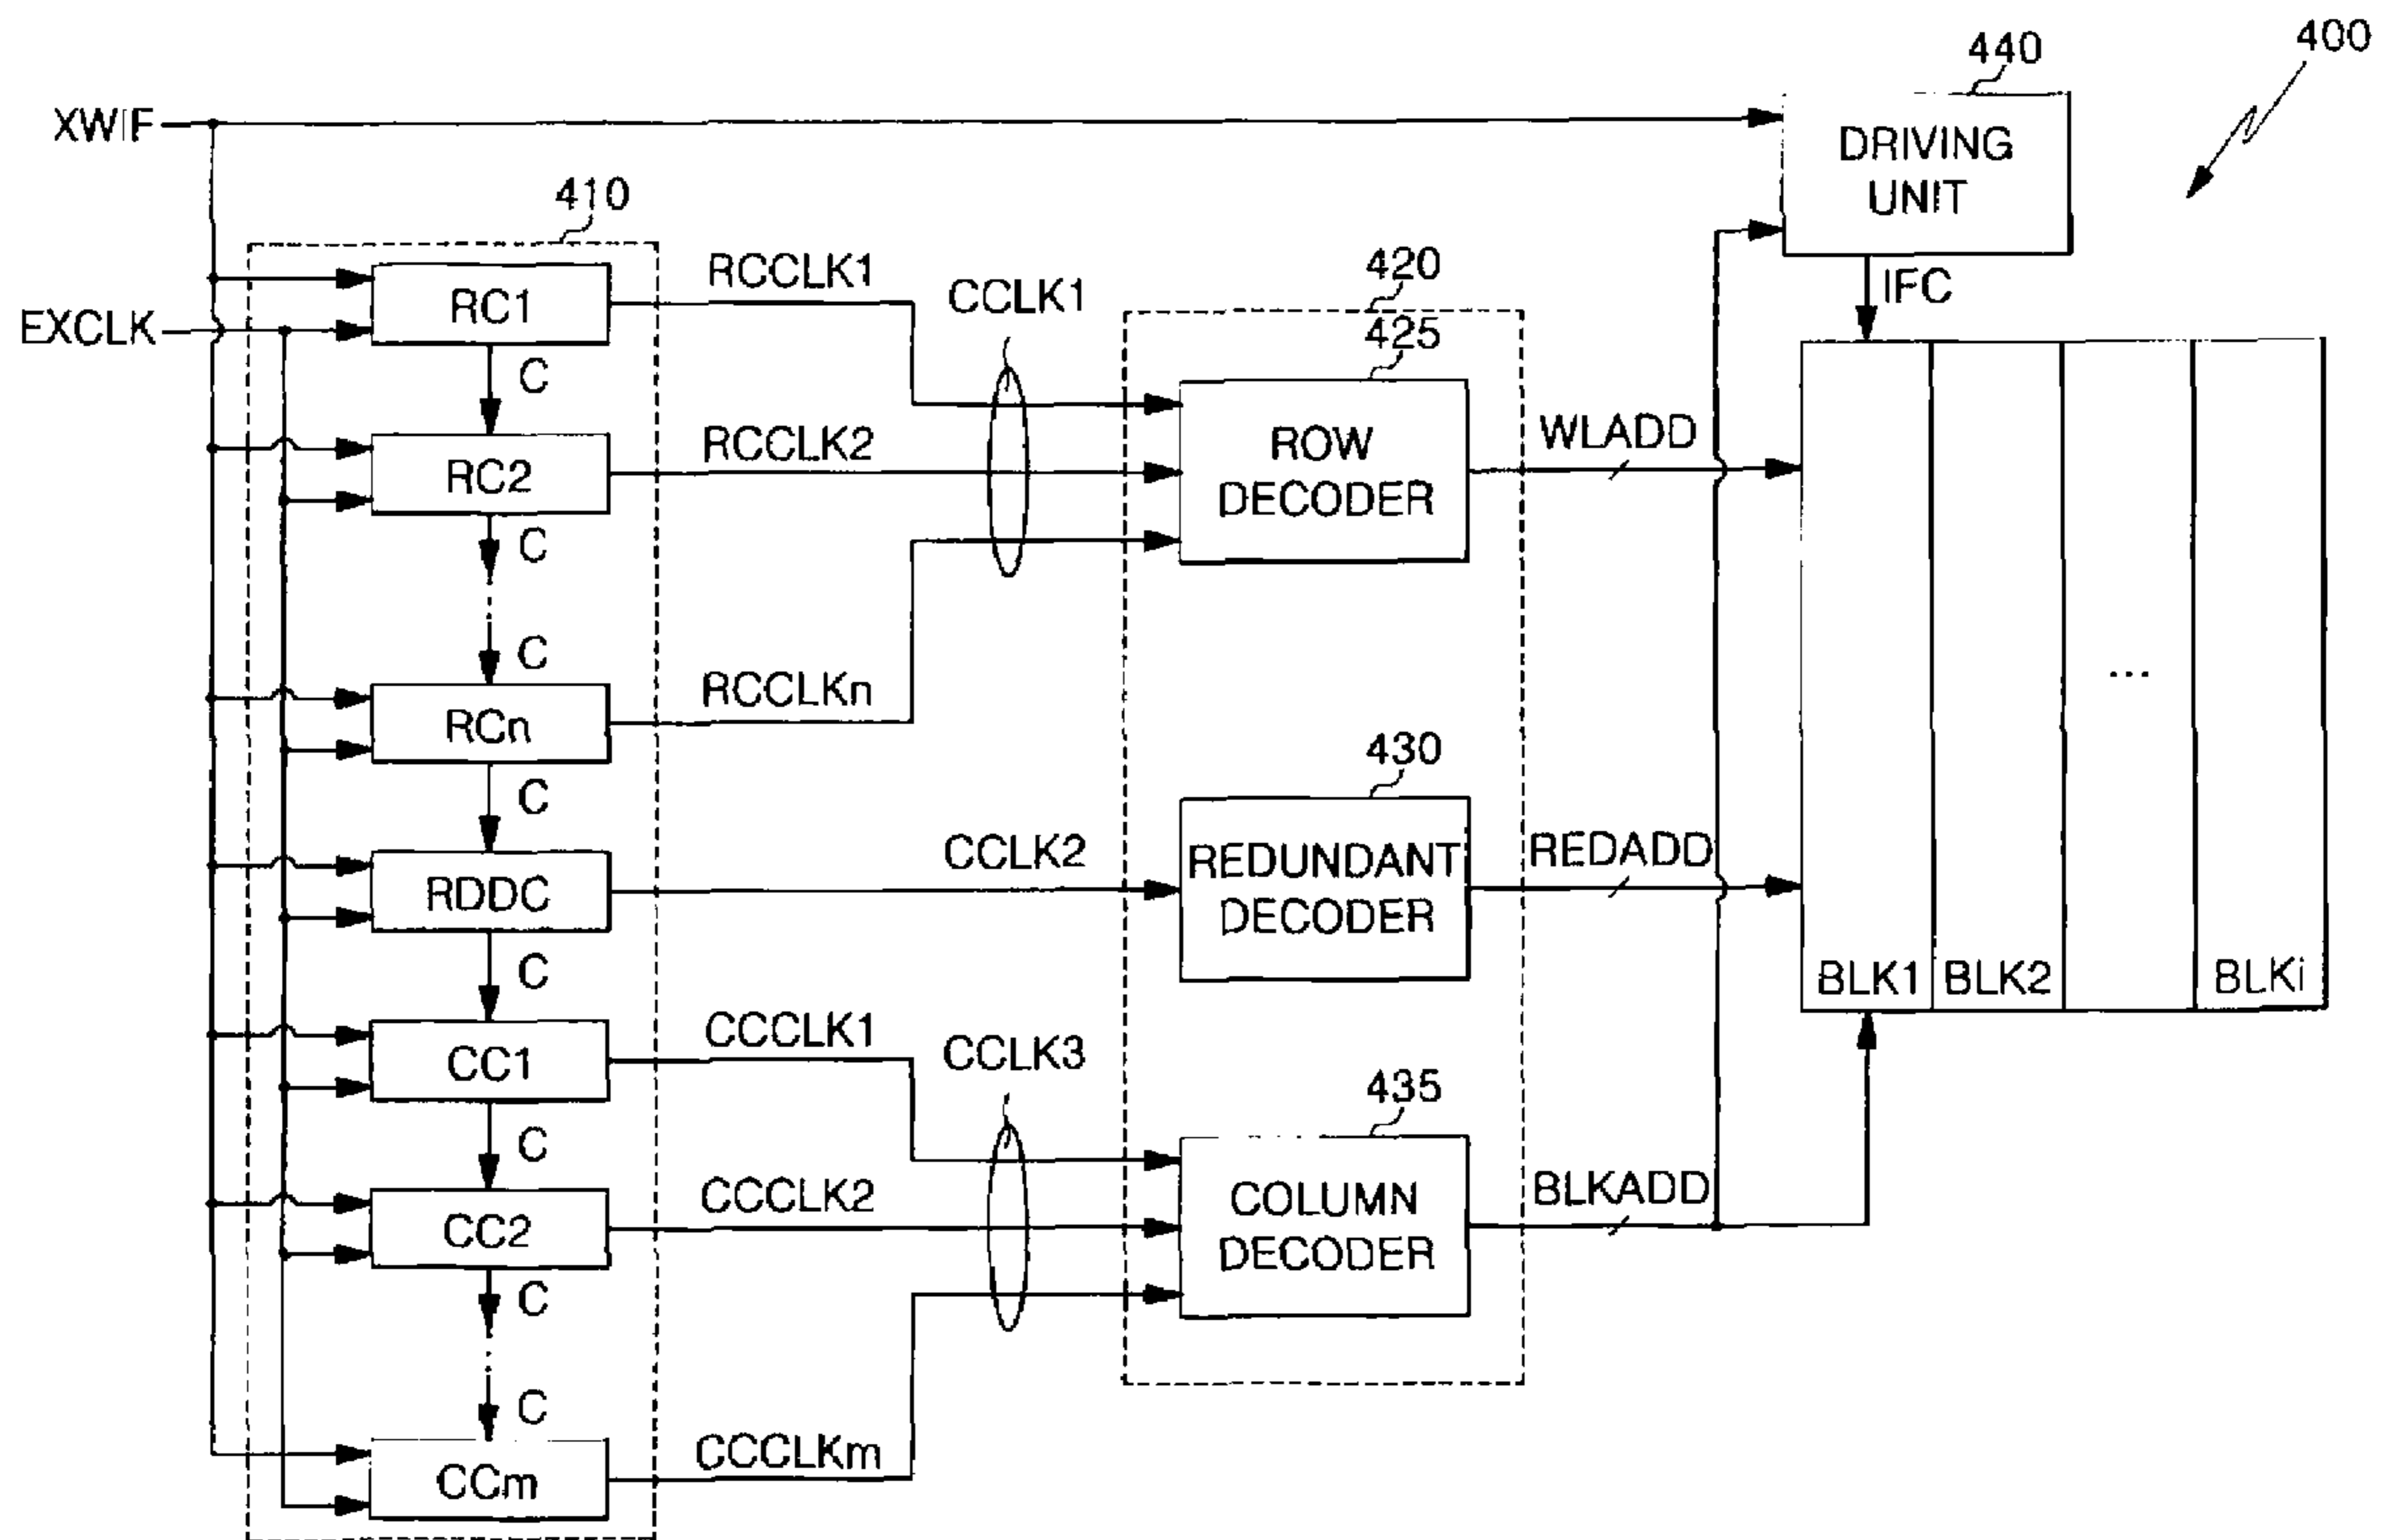 400
440
XWIF
DRIVING
UNIT
410
RC1
RCCLK1
CCLK1
420
425
IFC
EXCLK
C
RC2
RCCLK2
ROW
DECODER
WLADD
C
C
RCn
RCCLKn
...
C
430
RDDC
CCLK2
REDUNDANT
DECODER
REDADD
C
BLK1
BLK2
BLKi
CC1
CCCLK1
CCLK3
435
C
CC2
CCCLK2
COLUMN
DECODER
BLKADD
C
C
CCm
CCCLKm